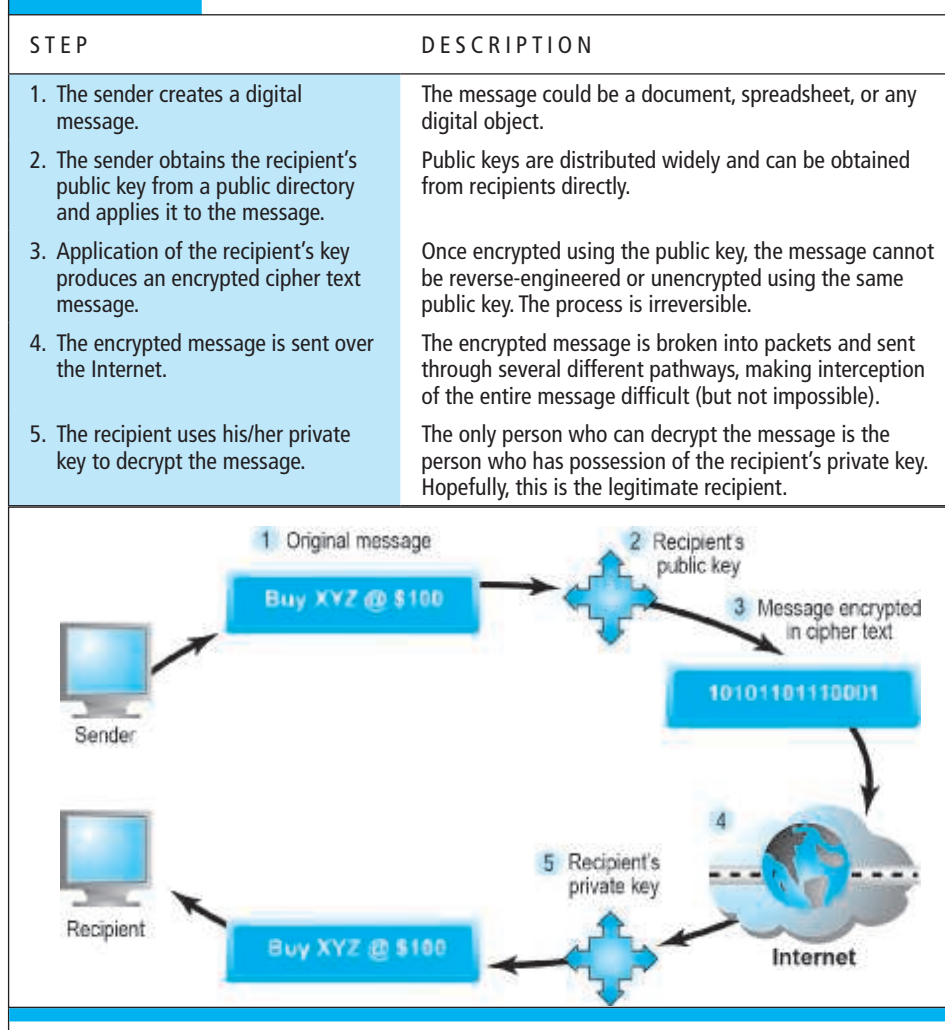 STEP
DESCRIPTION
1. The sender creates a digital
message.
The message could be a document, spreadsheet, or any
digital object.
2. The sender obtains the recipient's
public key from a public directory
and applies it to the message.
Public keys are distributed widely and can be obtained
from recipients directly.
3. Application of the recipient's key
produces an encrypted cipher text
message.
Once encrypted using the public key, the message cannot
be reverse-engineered or unencrypted using the same
public key. The process is irreversible.
4. The encrypted message is sent over
the Internet.
The encrypted message is broken into packets and sent
through several different pathways, making interception
of the entire message difficult (but not impossible).
5. The recipient uses his/her private
key to decrypt the message.
The only person who can decrypt the message is the
person who has possession of the recipient's private key.
Hopefully, this is the legitimate recipient.
1 Original message
Buy XYZ @ $100
2 Recipient's
public key
3 Message encrypted
in cipher text
10101101110001
Sender
4
Internet
5 Recipient's
private key
Buy XYZ @ $100
Recipient